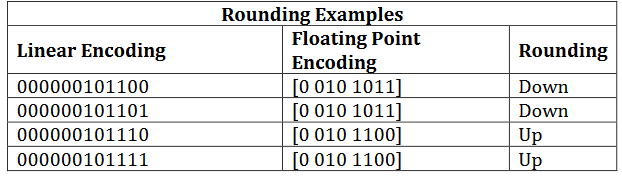 Rounding Examples
Linear Encoding Floating Point Encoding Rounding
000000101100 [0 010 1011] Down
000000101101 [0 010 1011] Down
000000101110 [0 010 1100] Up
000000101111 [0 010 1100] Up